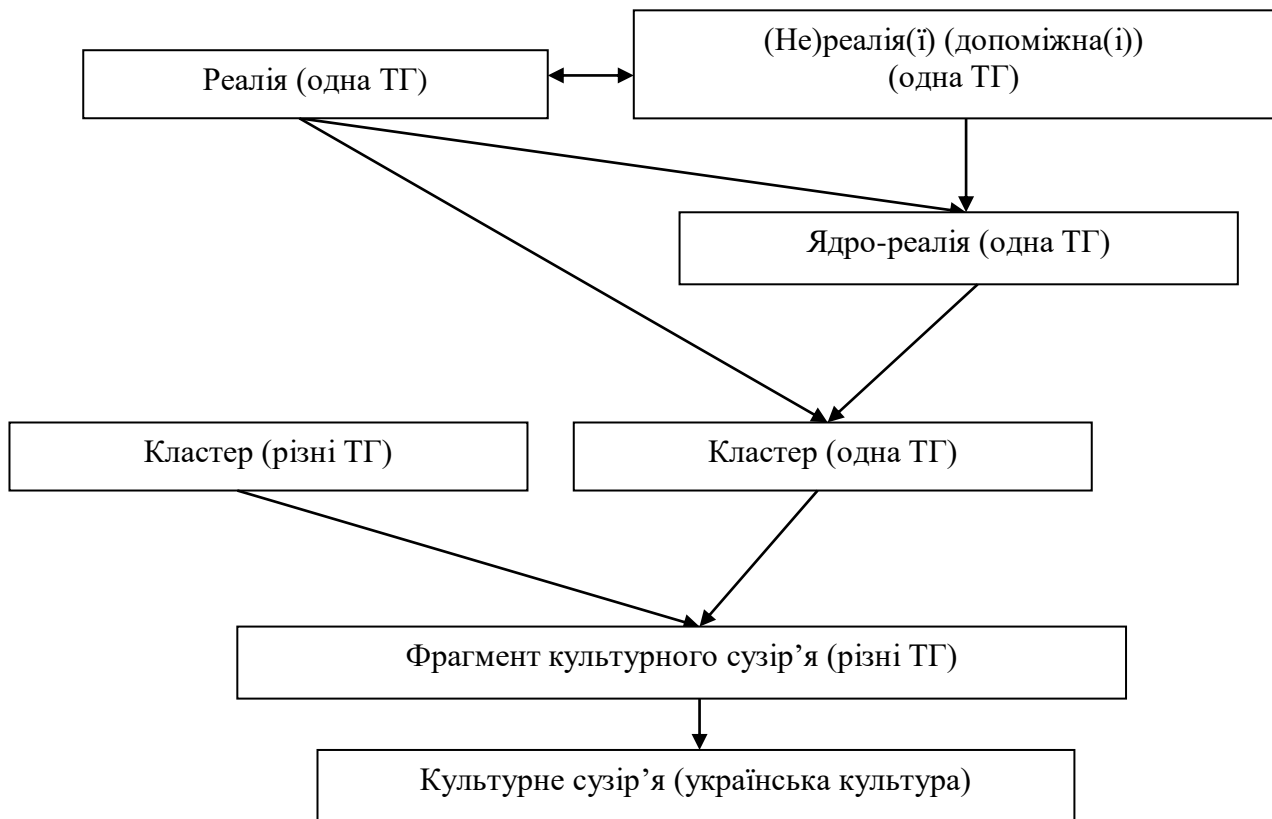 (Не)реалія(ї) (допоміжна(і))
(одна ТГ)
Реалія (одна ТГ)
Ядро-реалія (одна ТГ)
Кластер (різні ТГ)
Кластер (одна ТГ)
Фрагмент культурного сузір’я (різні ТГ)
Культурне сузір’я (українська культура)